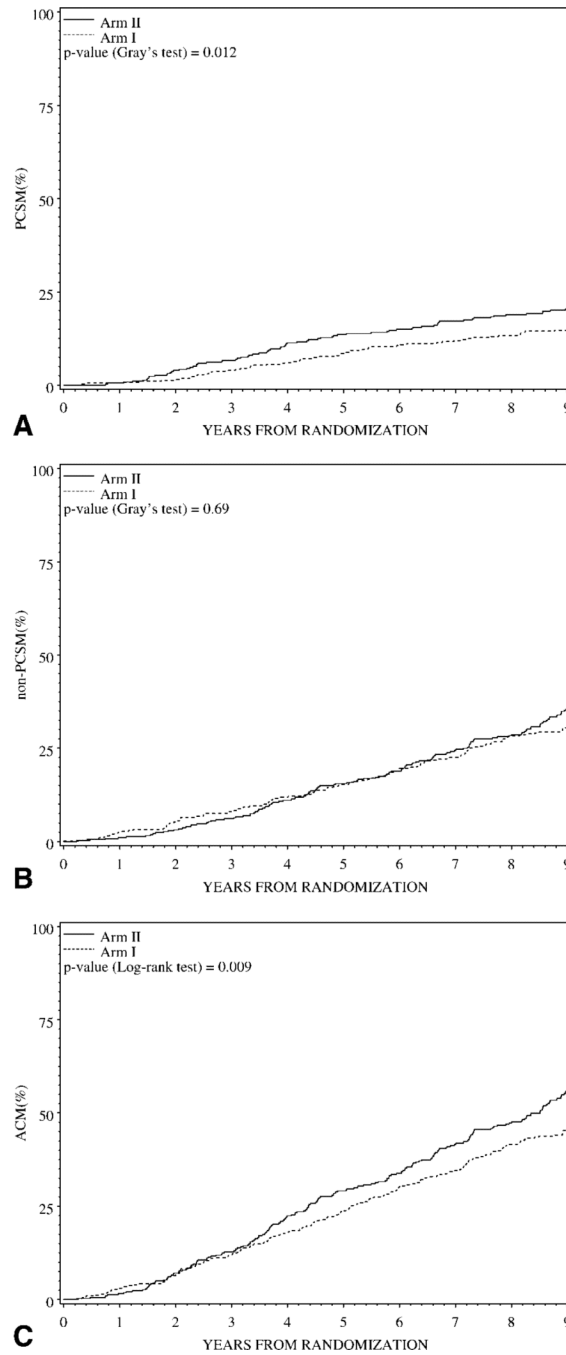 Arm II
Arm I
p-value (Gray's test) = 0.012
100
75
50
25
0
PCSM(%)
0 1 2 3 4 5 6 7 8 9
YEARS FROM RANDOMIZATION
A
Arm II
Arm I
p-value (Gray's test) = 0.69
100
75
50
25
0
non-PCSM(%)
0 1 2 3 4 5 6 7 8 9
YEARS FROM RANDOMIZATION
B
Arm II
Arm I
p-value (Log-rank test) = 0.009
100
75
50
25
0
ACM(%)
0 1 2 3 4 5 6 7 8 9
YEARS FROM RANDOMIZATION
C